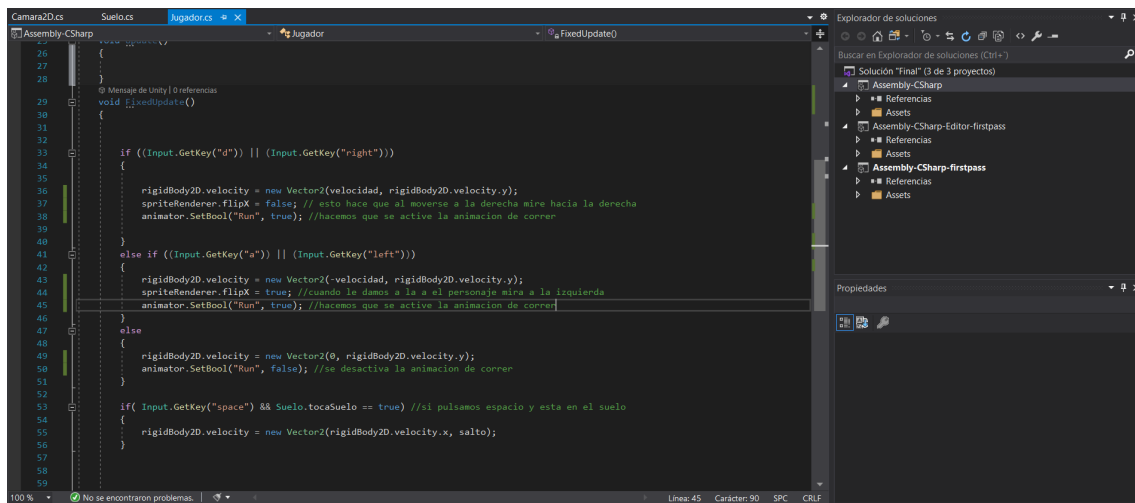 Camara2D.cs Suelo.cs Jugador.cs
Assembly-CSharp Jugador FixedUpdate()
26 {
27
28 }
Mensaje de Unity | 0 referencias
29 void FixedUpdate()
30 {
31
32
33 if ((Input.GetKey("d")) || (Input.GetKey("right")))
34 {
35
36 rigidBody2D.velocity = new Vector2(velocidad, rigidBody2D.velocity.y);
37 spriteRenderer.flipX = false; // esto hace que al moverse a la derecha mire hacia la derecha
38 animator.SetBool("Run", true); //hacemos que se active la animacion de correr
39
40 }
41 else if ((Input.GetKey("a")) || (Input.GetKey("left")))
42 {
43 rigidBody2D.velocity = new Vector2(-velocidad, rigidBody2D.velocity.y);
44 spriteRenderer.flipX = true; //cuando le damos a la a el personaje mira a la izquierda
45 animator.SetBool("Run", true); //hacemos que se active la animacion de correr
46 }
47 else
48 {
49 rigidBody2D.velocity = new Vector2(0, rigidBody2D.velocity.y);
50 animator.SetBool("Run", false); //se desactiva la animacion de correr
51 }
52
53 if( Input.GetKey("space") && Suelo.tocaSuelo == true) //si pulsamos espacio y esta en el suelo
54 {
55 rigidBody2D.velocity = new Vector2(rigidBody2D.velocity.x, salto);
56 }
57
58
59
100 % No se encontraron problemas. Línea: 45 Carácter: 90 SPC CRLF
Explorador de soluciones
Buscar en Explorador de soluciones (Ctrl+¨)
Solución "Final" (3 de 3 proyectos)
Assembly-CSharp
Referencias
Assets
Assembly-CSharp-Editor-firstpass
Referencias
Assets
Assembly-CSharp-firstpass
Referencias
Assets
Propiedades